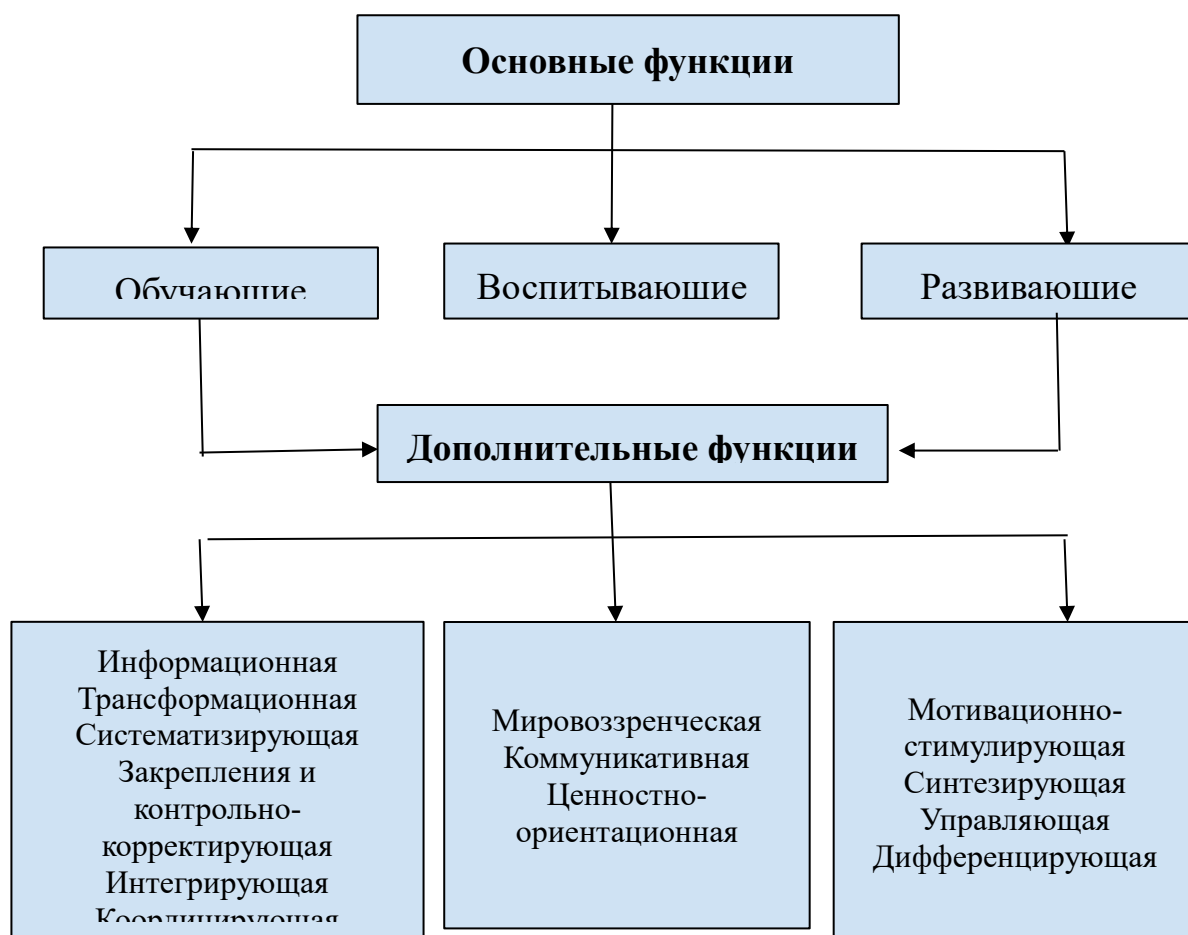 Основные функции
Обучающие
Воспитывающие
Развивающие
Дополнительные функции
Информационная
Трансформационная
Систематизирующая
Закрепления и
контрольно-
корректирующая
Интегрирующая
Координирующая
Мировоззренческая
Коммуникативная
Ценностно-
ориентационная
Мотивационно-
стимулирующая
Синтезирующая
Управляющая
Дифференцирующая